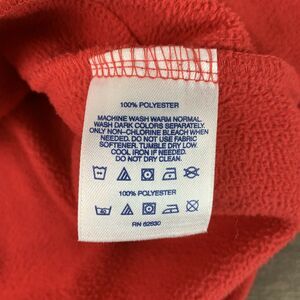 100% POLYESTER
MACHINE WASH WARM NORMAL.
WASH DARK COLORS SEPARATELY.
ONLY NON-CHLORINE BLEACH WHEN
NEEDED. DO NOT USE FABRIC
SOFTENER. TUMBLE DRY LOW.
COOL IRON IF NEEDED.
DO NOT DRY CLEAN.
100% POLYESTER
RN 62630